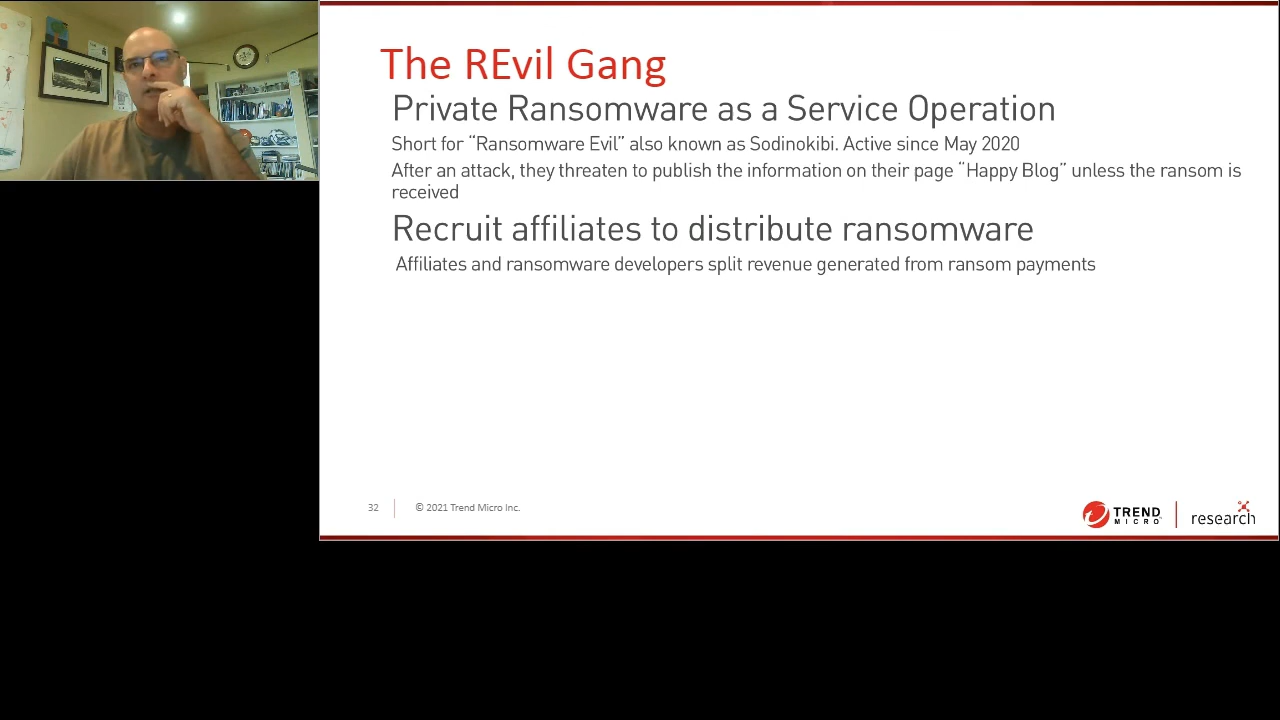 The REvil Gang
Private Ransomware as a Service Operation
Short for “Ransomware Evil” also known as Sodinokibi. Active since May 2020
After an attack, they threaten to publish the information on their page “Happy Blog” unless the ransom is
received
Recruit affiliates to distribute ransomware
Affiliates and ransomware developers split revenue generated from ransom payments
32
© 2021 Trend Micro Inc.
TREND
MICRO
research